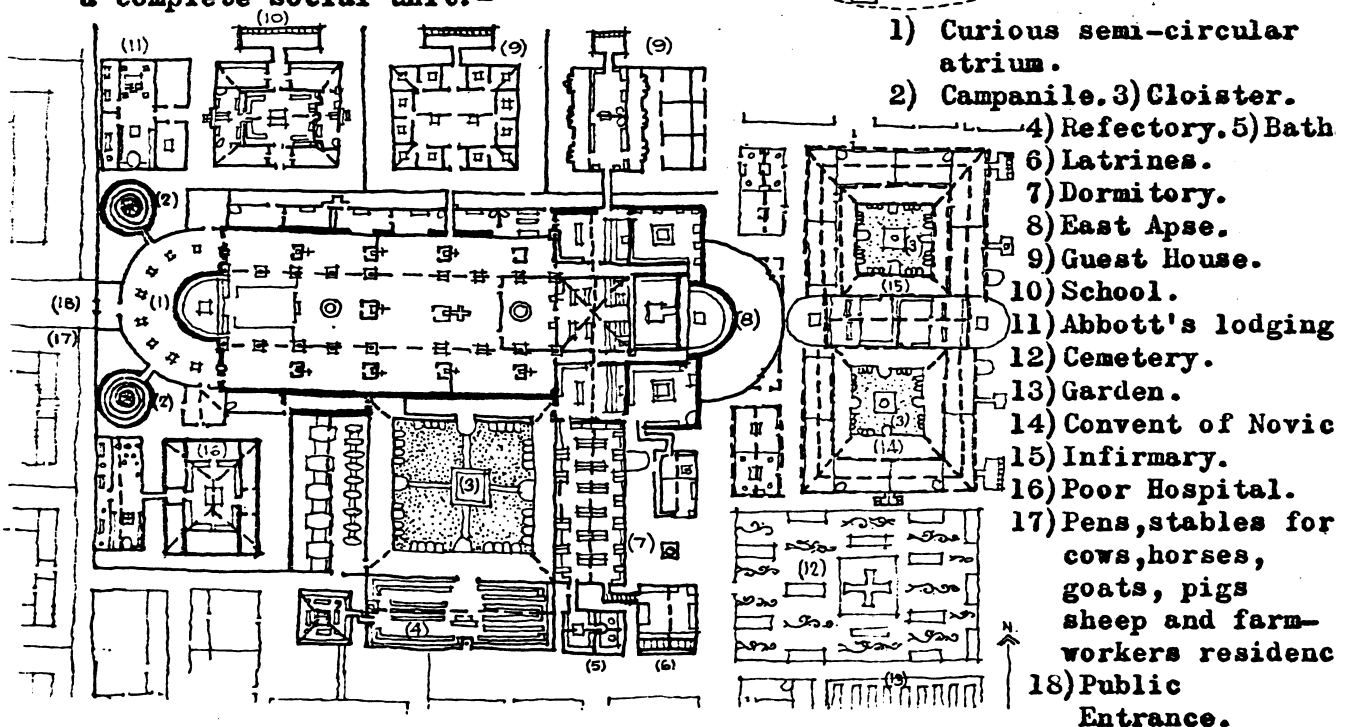 a complete social unit.-
1) Curious semi-circular
atrium.
2) Campanile. 3)Cloister.
4)Refectory. 5)Bath
6)Latrines.
7)Dormitory.
8)East Apse.
9)Guest House.
10)School.
11)Abbott's lodging
12)Cemetery.
13)Garden.
14)Convent of Novic
15)Infirmary.
16)Poor Hospital.
17)Pens,stables for
cows,horses,
goats, pigs
sheep and farm-
workers residenc
18)Public
Entrance.
(10)
(11)
(9)
(9)
(2)
(3)
(15)
(18)
(1)
(8)
(17)
(2)
(3)
(14)
(16)
(3)
(7)
(12)
(4)
N.
(5)
(6)
(13)